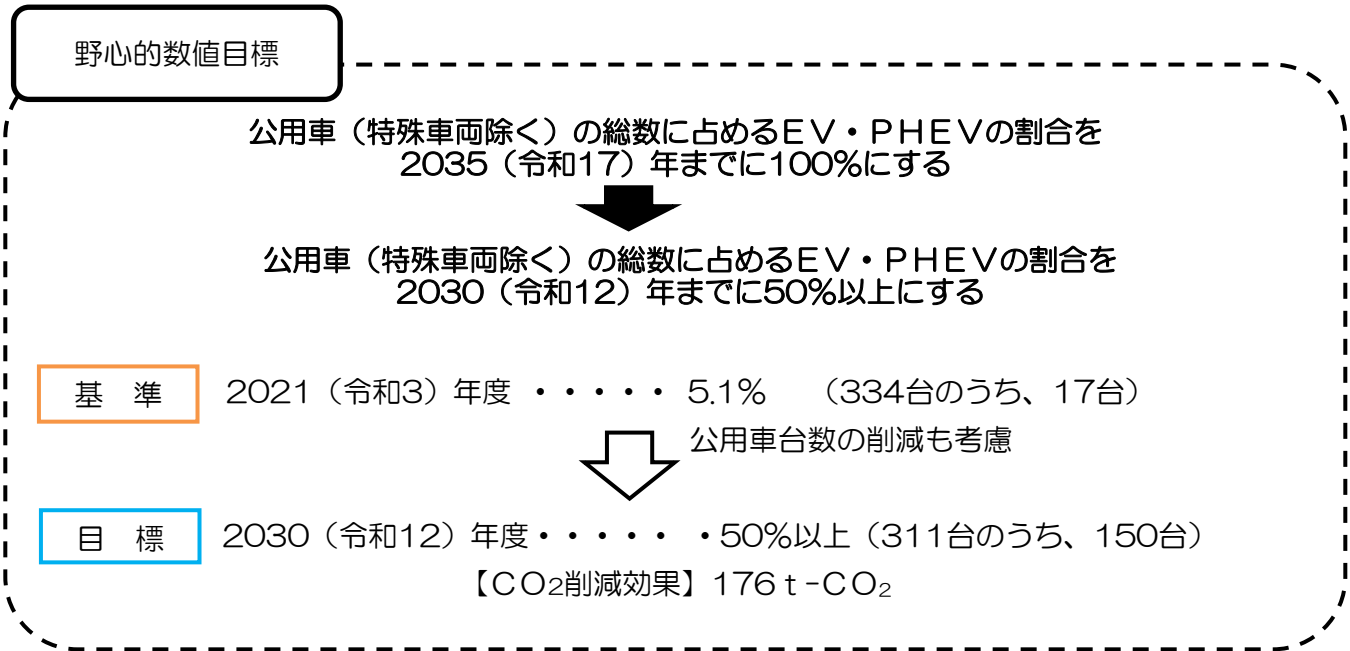 野心的数値目標
公用車（特殊車両除く）の総数に占めるＥＶ・ＰＨＥＶの割合を
2035（令和17）年までに100％にする
公用車（特殊車両除く）の総数に占めるＥＶ・ＰＨＥＶの割合を
2030（令和12）年までに50％以上にする
基　準　2021（令和3）年度 ・・・・・ 5.1％　（334台のうち、17台）
公用車台数の削減も考慮
目　標　2030（令和12）年度・・・・・ ・50％以上（311台のうち、150台）
【ＣＯ2削減効果】176ｔ-ＣＯ₂